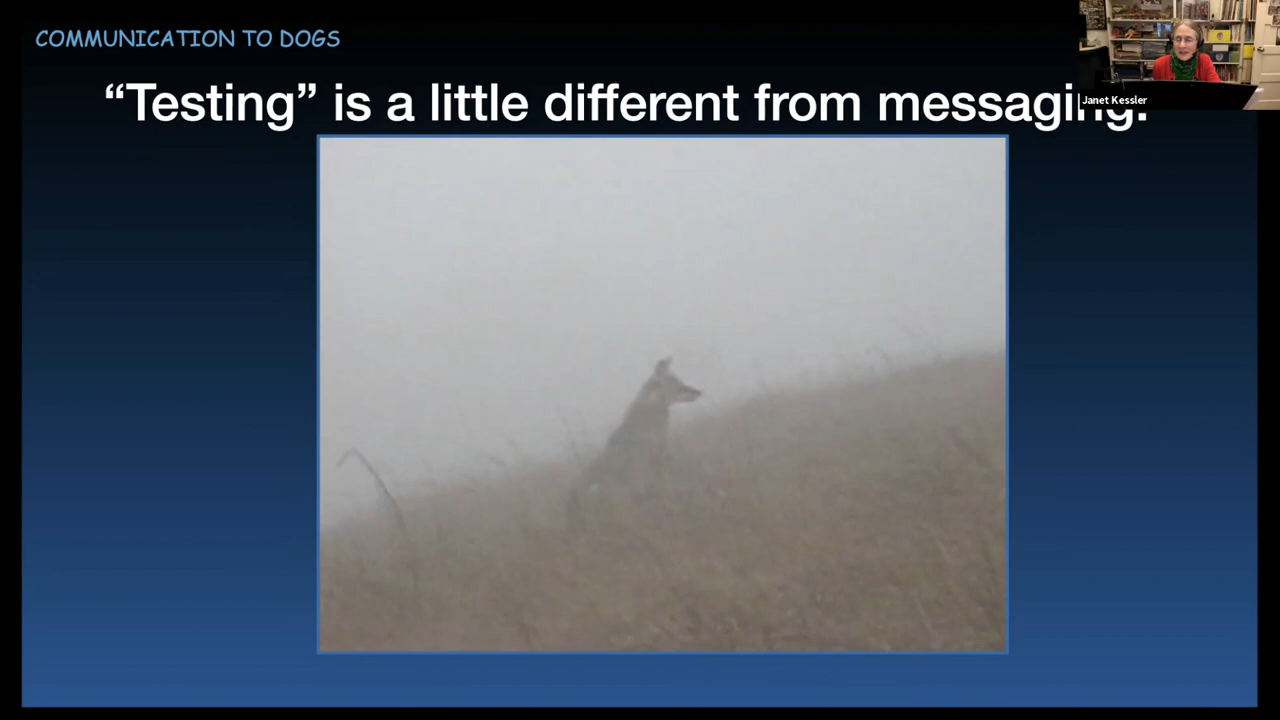 COMMUNICATION TO DOGS
“Testing” is a little different from messaging.
Janet Kessler